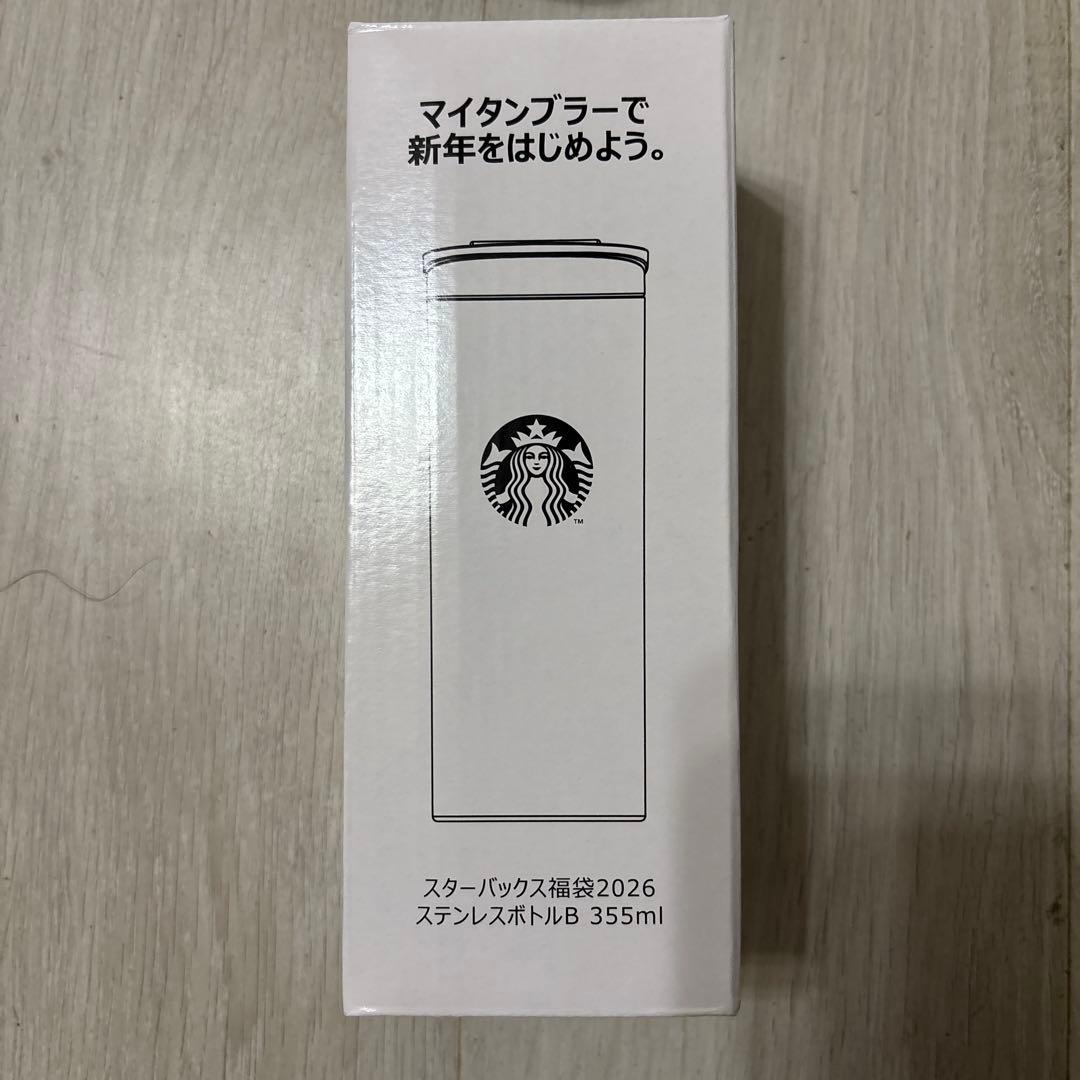 マイタンブラーで
新年をはじめよう。
TM
スターバックス福袋2026
ステンレスボトルB 355ml